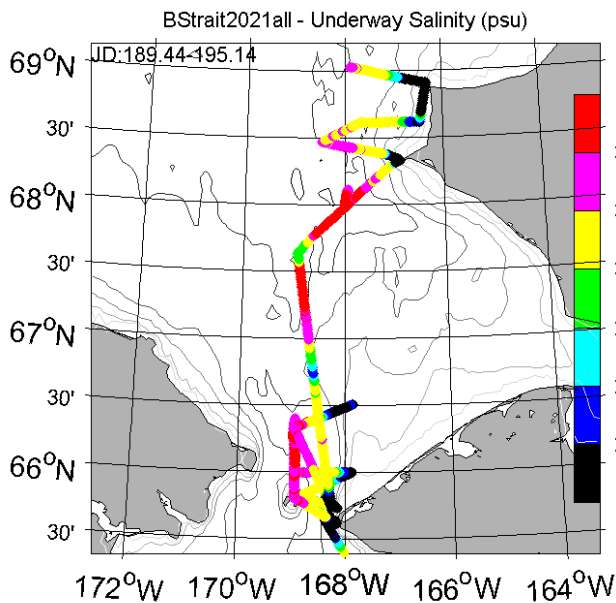 BStrait2021all - Underway Salinity (psu)
JD:189.44-195.14
69°N
30'
68°N
30'
67°N
30'
66°N
30'
172°W
170°W
168°W
166°W
164°W